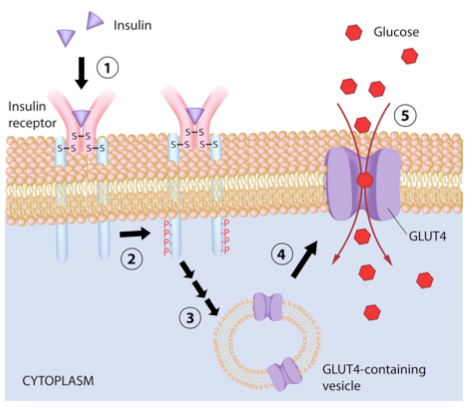 Insulin
Glucose
1
5
Insulin
receptor
S-S
S-S S-S
S-S
S-S S-S
GLUT4
P P
P P
P P
P P
2
4
3
GLUT4-containing
vesicle
CYTOPLASM